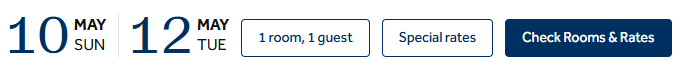 10 MAY SUN
12 MAY TUE
1 room, 1 guest
Special rates
Check Rooms & Rates